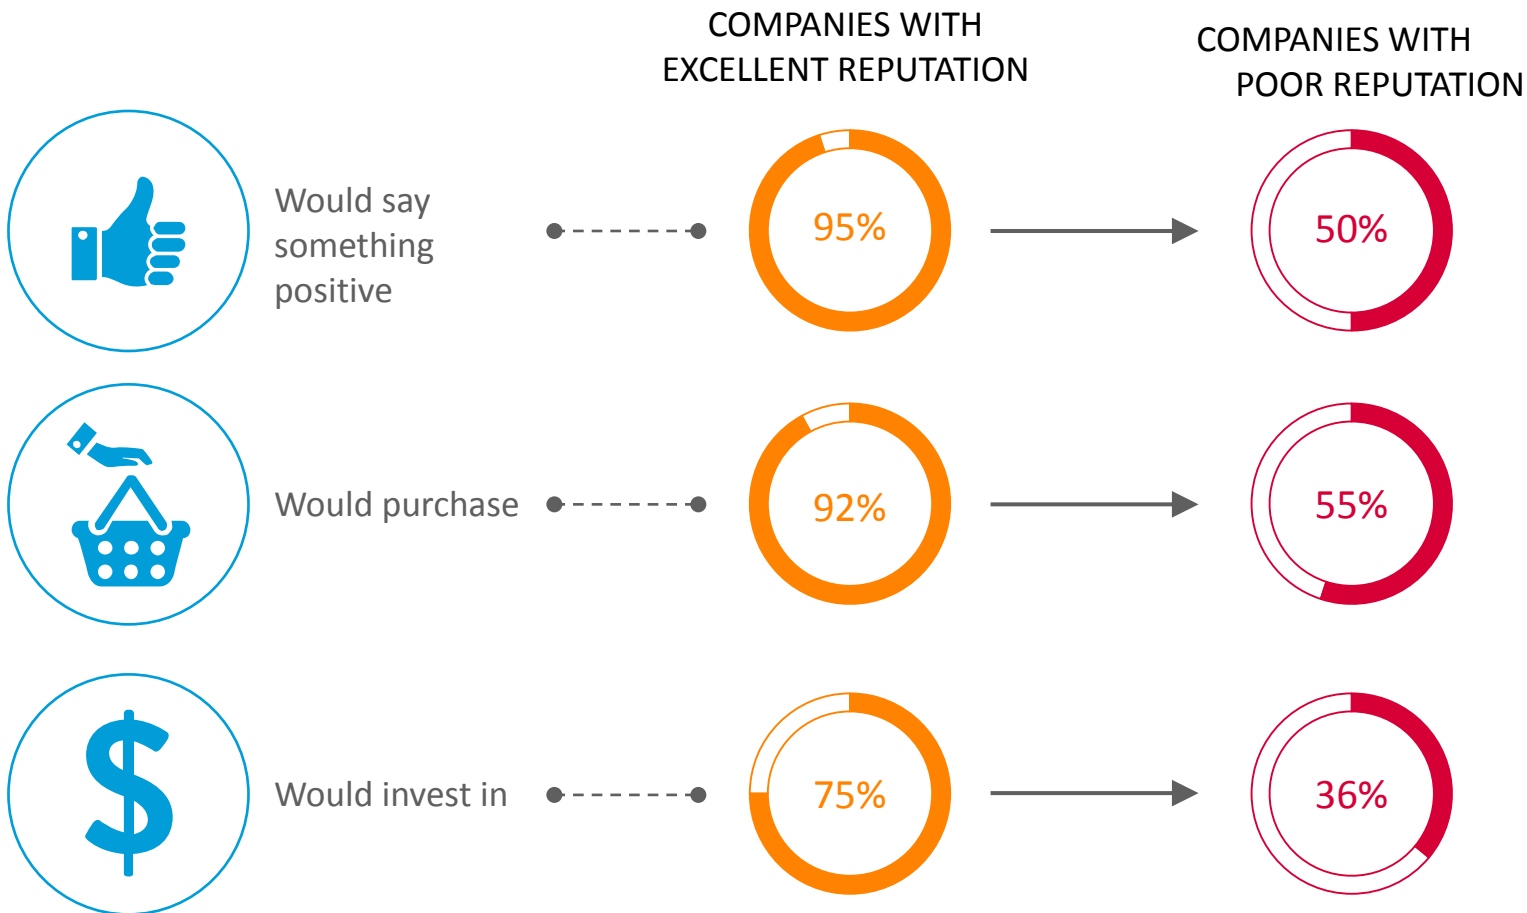 COMPANIES WITH
EXCELLENT REPUTATION
COMPANIES WITH
POOR REPUTATION
Would say
something
positive
95%
50%
Would purchase
92%
55%
$
Would invest in
75%
36%